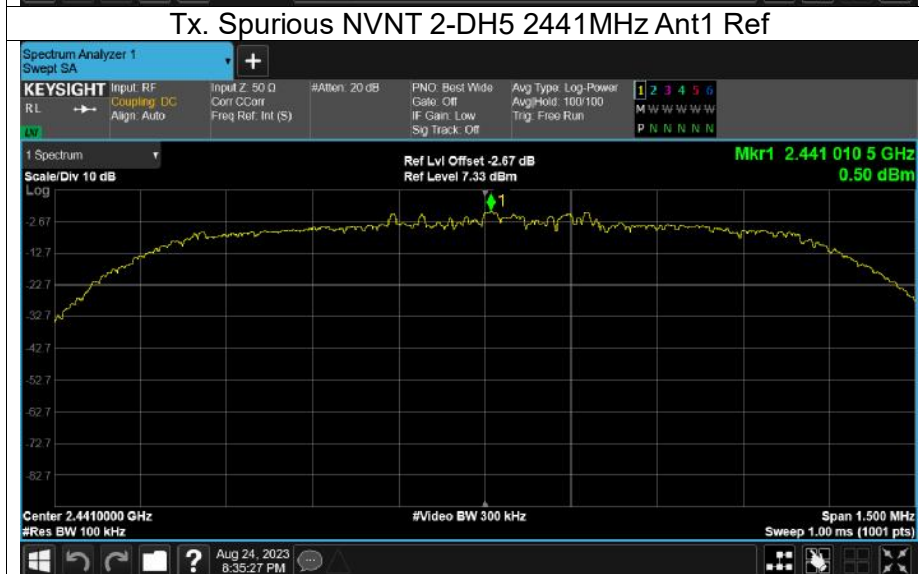 Tx. Spurious NVNT 2-DH5 2441MHz Ant1 Ref
Spectrum Analyzer 1
Swept SA
+
KEYSIGHT
RL
Input: RF
Coupling: DC
Align: Auto
Input Z: 50 Ω
Corr CCorr
Freq Ref: Int (S)
#Atten: 20 dB
PNO: Best Wide
Gate: Off
IF Gain: Low
Sig Track: Off
Avg Type: Log-Power
Avg|Hold: 100/100
Trig: Free Run
1 2 3 4 5 6
M W W W W W
P N N N N N
1 Spectrum
Scale/Div 10 dB
Ref Lvl Offset -2.67 dB
Ref Level 7.33 dBm
Mkr1 2.441 010 5 GHz
0.50 dBm
Log
1
-2.67
-12.7
-22.7
-32.7
-42.7
-52.7
-62.7
-72.7
-82.7
Center 2.4410000 GHz
#Res BW 100 kHz
#Video BW 300 kHz
Span 1.500 MHz
Sweep 1.00 ms (1001 pts)
?
Aug 24, 2023
8:35:27 PM